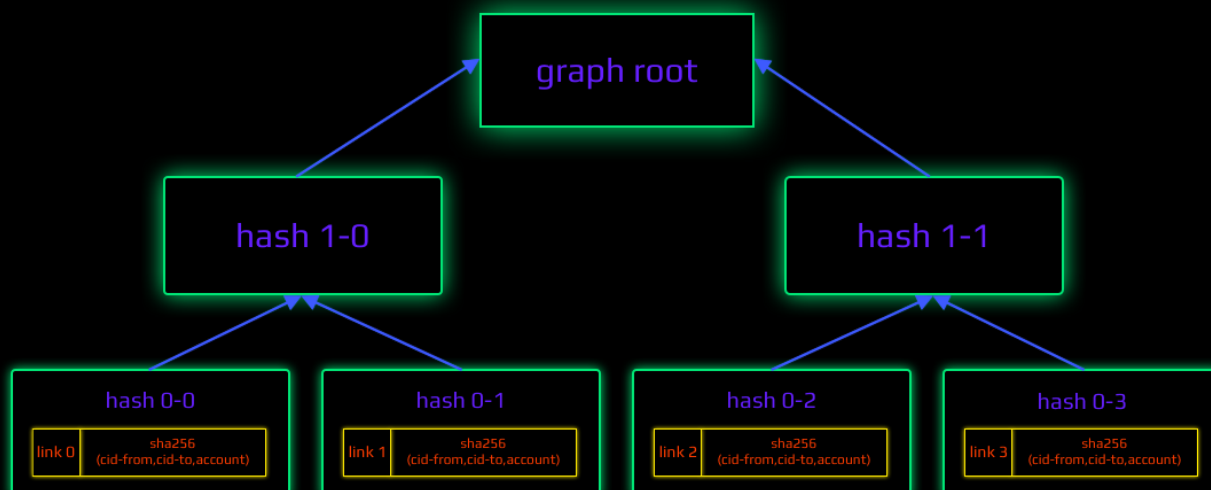 graph root
hash 1-0
hash 1-1
hash 0-0
hash 0-1
hash 0-2
hash 0-3
link 0
sha256
(cid-from,cid-to,account)
link 1
sha256
(cid-from,cid-to,account)
link 2
sha256
(cid-from,cid-to,account)
link 3
sha256
(cid-from,cid-to,account)